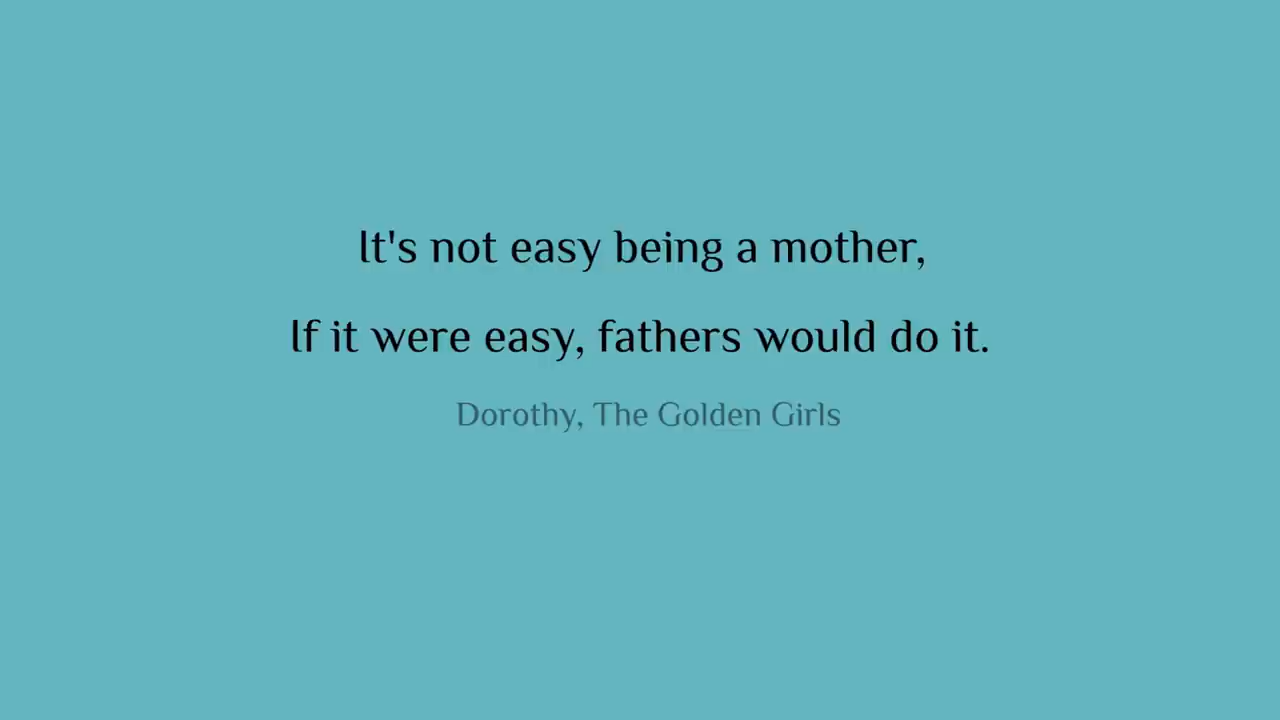 It's not easy being a mother,
If it were easy, fathers would do it.
Dorothy, The Golden Girls